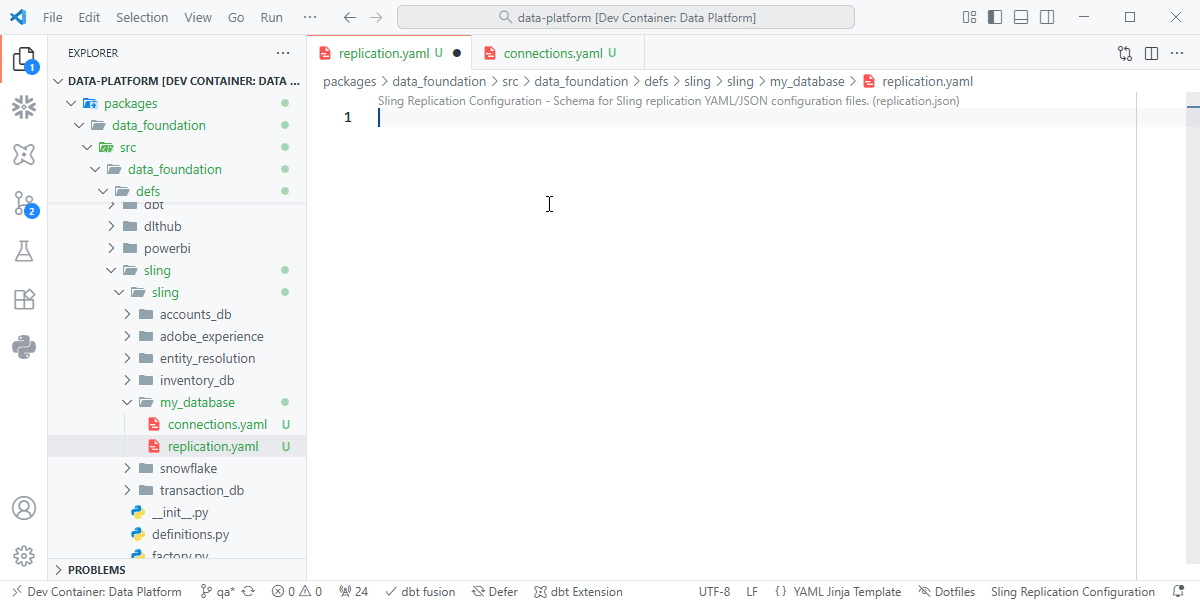 File Edit Selection View Go Run ··· data-platform [Dev Container: Data Platform]
EXPLORER ···
replication.yaml U ● connections.yaml U ···
1
DATA-PLATFORM [DEV CONTAINER: DATA ...
packages > data_foundation > src > data_foundation > defs > sling > sling > my_database > replication.yaml
packages
Sling Replication Configuration - Schema for Sling replication YAML/JSON configuration files. (replication.json)
1
data_foundation
src
data_foundation
defs
2
dbt
dlthub
powerbi
sling
sling
accounts_db
adobe_experience
entity_resolution
inventory_db
my_database
connections.yaml U
replication.yaml U
snowflake
transaction_db
__init__.py
definitions.py
factory.py
PROBLEMS
Dev Container: Data Platform qa* 0 0 24 dbt fusion Defer dbt Extension UTF-8 LF {} YAML Jinja Template Dotfiles Sling Replication Configuration